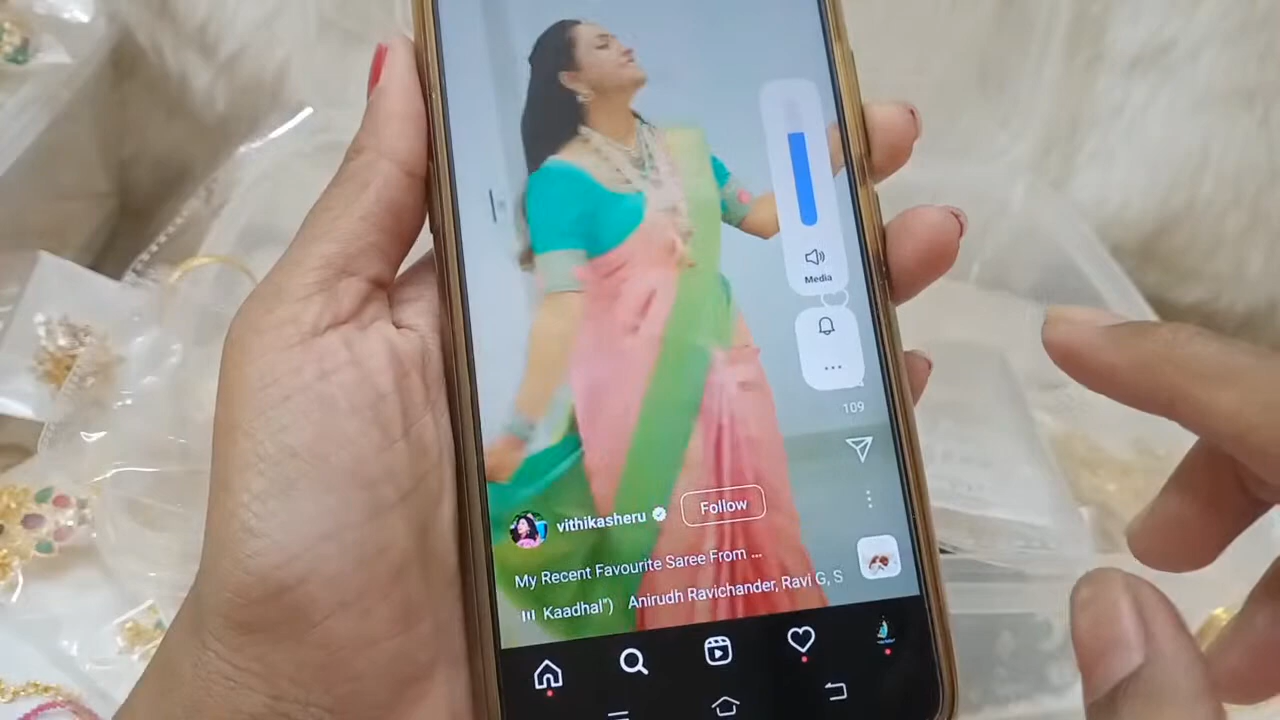 Media
109
vithikasheru
Follow
My Recent Favourite Saree From ...
Kaadhal") Anirudh Ravichander, Ravi G, S